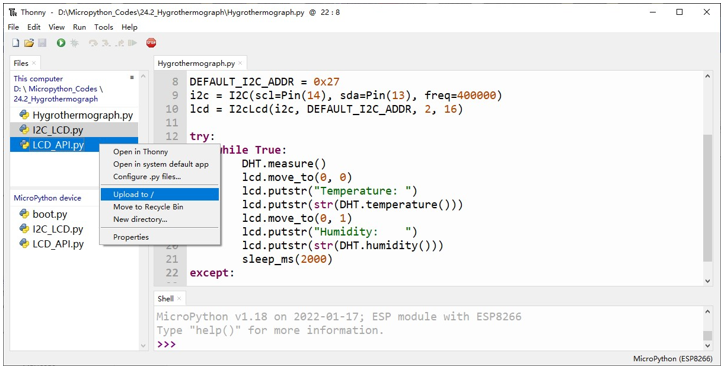 Thonny - D:\Micropython_Codes\24.2_Hygrothermograph\Hygrothermograph.py @ 22 : 8
File Edit View Run Tools Help
Files
This computer
D: \ Micropython_Codes \
24.2_Hygrothermograph
Hygrothermograph.py
I2C_LCD.py
LCD_API.py
Open in Thonny
Open in system default app
Configure .py files...
Upload to /
Move to Recycle Bin
New directory...
Properties
MicroPython device
boot.py
I2C_LCD.py
LCD_API.py
Hygrothermograph.py
8 DEFAULT_I2C_ADDR = 0x27
9 i2c = I2C(scl=Pin(14), sda=Pin(13), freq=400000)
10 lcd = I2cLcd(i2c, DEFAULT_I2C_ADDR, 2, 16)
11
12 try:
while True:
DHT.measure()
lcd.move_to(0, 0)
lcd.putstr("Temperature: ")
lcd.putstr(str(DHT.temperature()))
lcd.move_to(0, 1)
lcd.putstr("Humidity:    ")
20 lcd.putstr(str(DHT.humidity()))
21 sleep_ms(2000)
22 except:
Shell
MicroPython v1.18 on 2022-01-17; ESP module with ESP8266
Type "help()" for more information.
>>>
MicroPython (ESP8266)